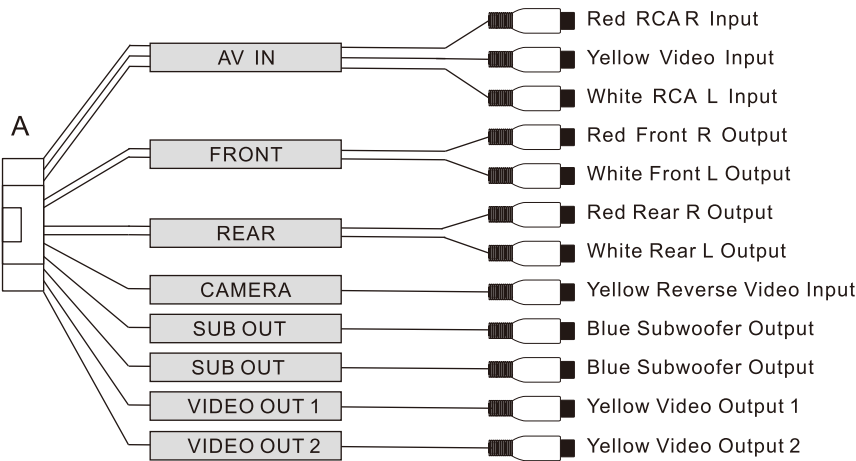 A
AV IN
Red RCA R Input
Yellow Video Input
White RCA L Input
FRONT
Red Front R Output
White Front L Output
REAR
Red Rear R Output
White Rear L Output
CAMERA
Yellow Reverse Video Input
SUB OUT
Blue Subwoofer Output
SUB OUT
Blue Subwoofer Output
VIDEO OUT 1
Yellow Video Output 1
VIDEO OUT 2
Yellow Video Output 2